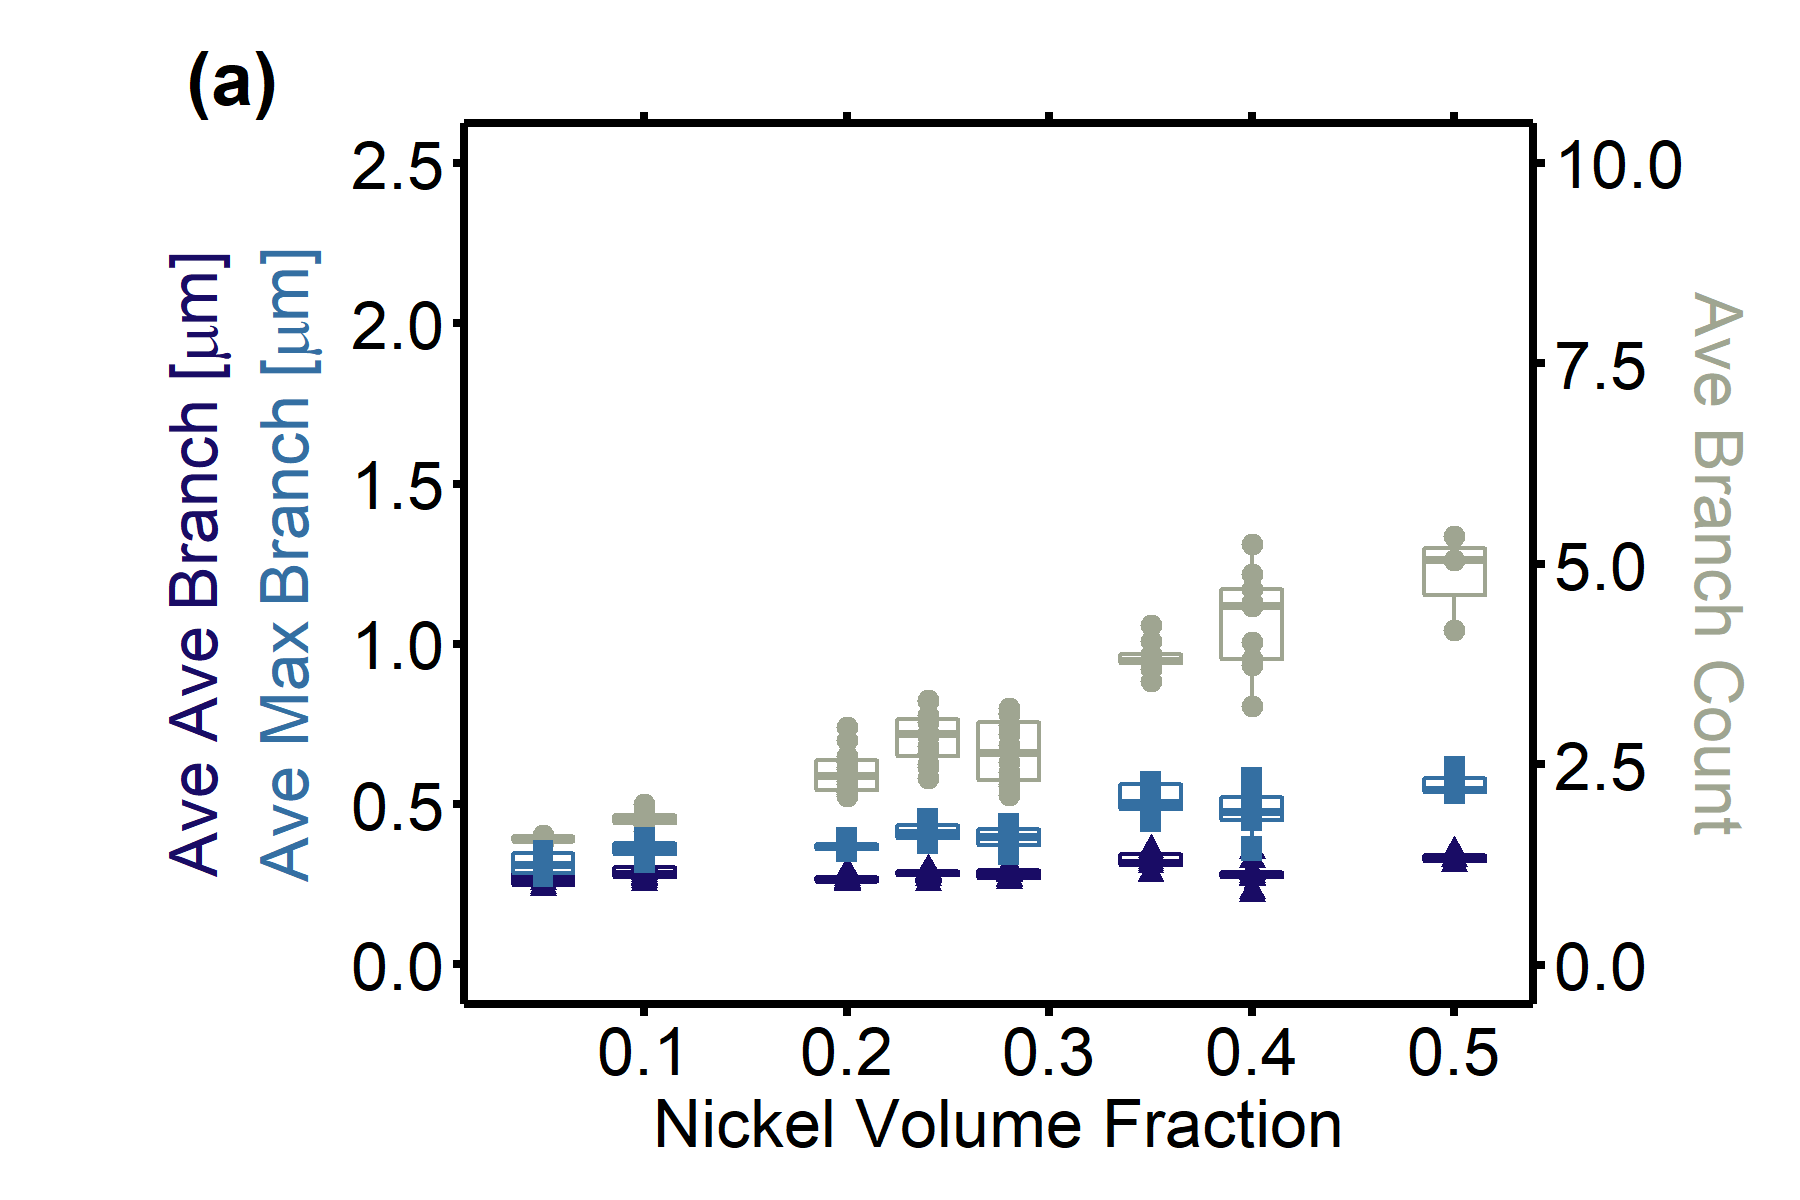 (a)
Ave Ave Branch [μm]
Ave Max Branch [μm]
2.5
2.0
1.5
1.0
0.5
0.0
10.0
7.5
5.0
2.5
0.0
Ave Branch Count
0.1 0.2 0.3 0.4 0.5
Nickel Volume Fraction